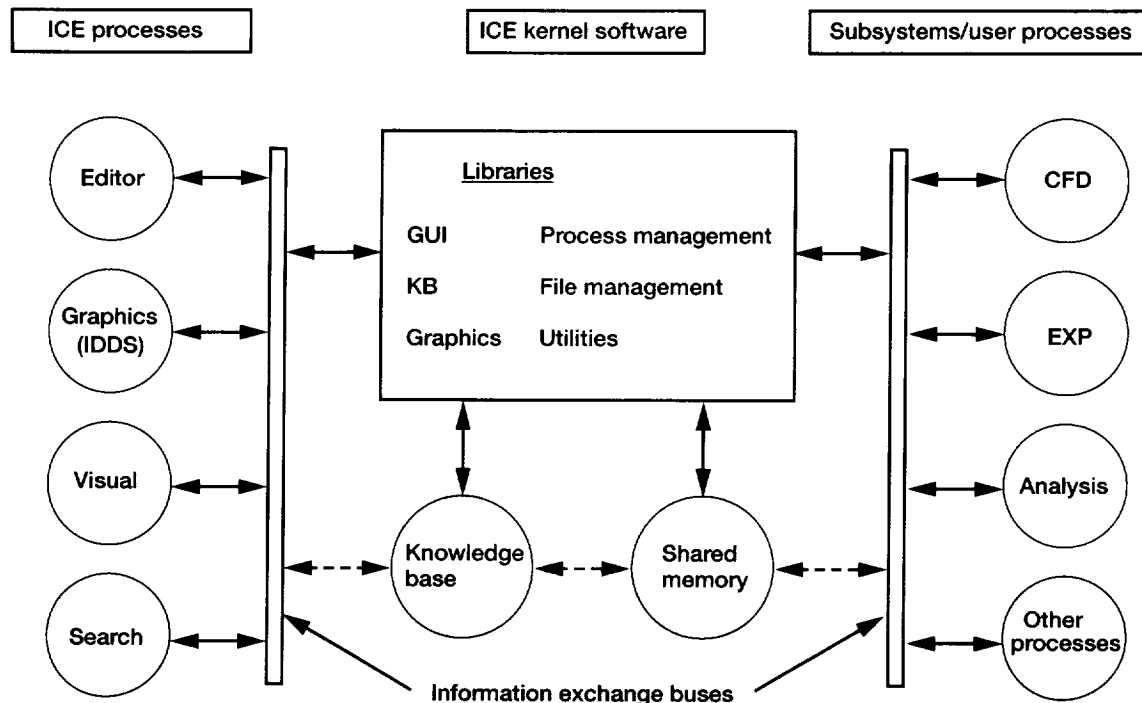 ICE processes
ICE kernel software
Subsystems/user processes
Editor
Graphics
(IDDS)
Visual
Search
Libraries
GUI Process management
KB File management
Graphics Utilities
Knowledge
base
Shared
memory
CFD
EXP
Analysis
Other
processes
Information exchange buses